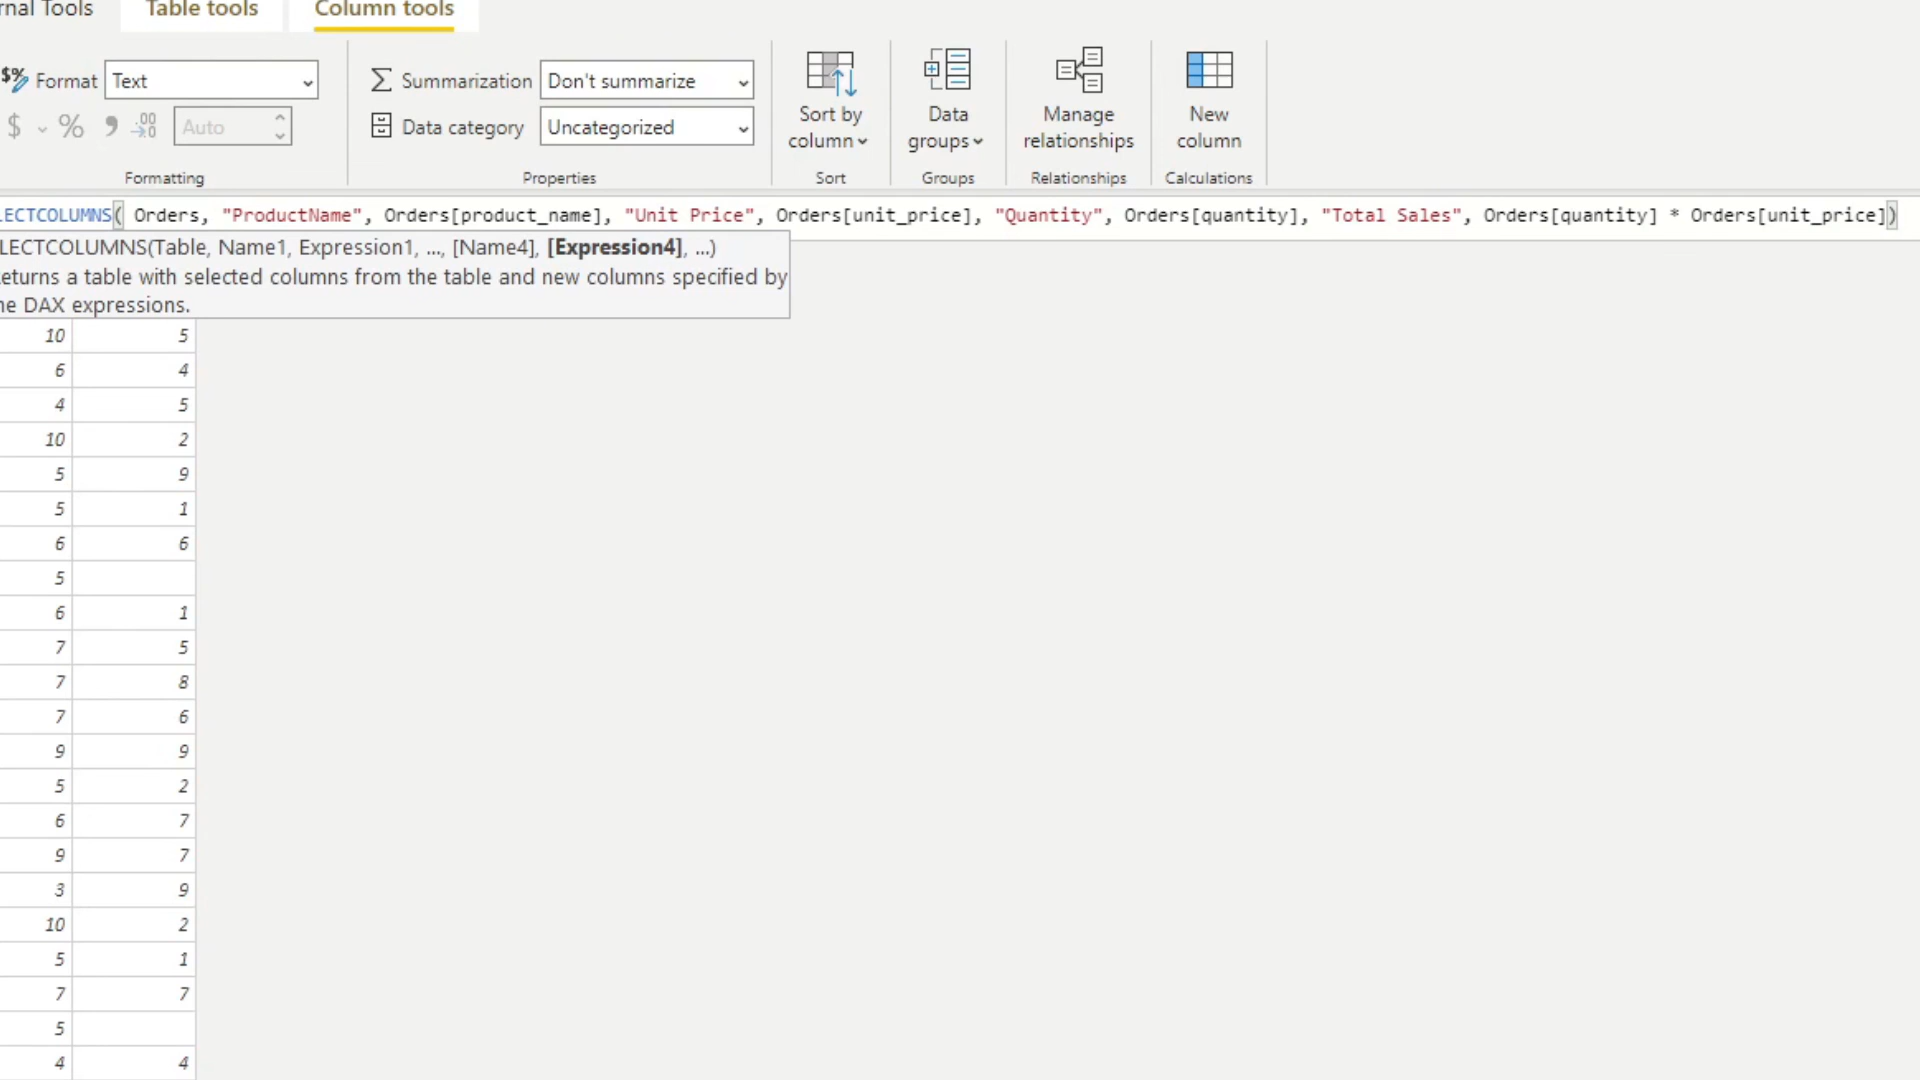 rnal Tools Table tools Column tools
$% Format Text Summarization Don't summarize
$ % .00 Auto Data category Uncategorized
Sort by column Data groups Manage relationships New column
Formatting Properties Sort Groups Relationships Calculations
LECTCOLUMNS( Orders, "ProductName", Orders[product_name], "Unit Price", Orders[unit_price], "Quantity", Orders[quantity], "Total Sales", Orders[quantity] * Orders[unit_price])
LECTCOLUMNS(Table, Name1, Expression1, ..., [Name4], [Expression4], ...)
eturns a table with selected columns from the table and new columns specified by
he DAX expressions.
10 5
6 4
4 5
10 2
5 9
5 1
6 6
5
6 1
7 5
7 8
7 6
9 9
5 2
6 7
9 7
3 9
10 2
5 1
7 7
5
4 4